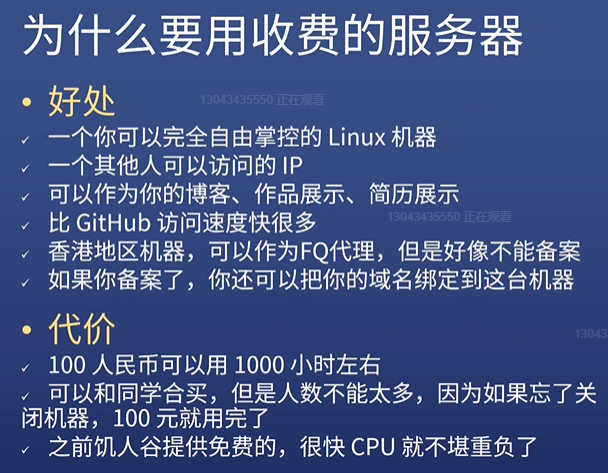 为什么要用收费的服务器
• 好处
13043435550 正在观看
✓ 一个你可以完全自由掌控的 Linux 机器
✓ 一个其他人可以访问的 IP
✓ 可以作为你的博客、作品展示、简历展示
✓ 比 GitHub 访问速度快很多
13043435550 正在观看
✓ 香港地区机器，可以作为FQ代理，但是好像不能备案
✓ 如果你备案了，你还可以把你的域名绑定到这台机器
• 代价
13043
✓ 100 人民币可以用 1000 小时左右
✓ 可以和同学合买，但是人数不能太多，因为如果忘了关
闭机器，100 元就用完了
✓ 之前饥人谷提供免费的，很快 CPU 就不堪重负了